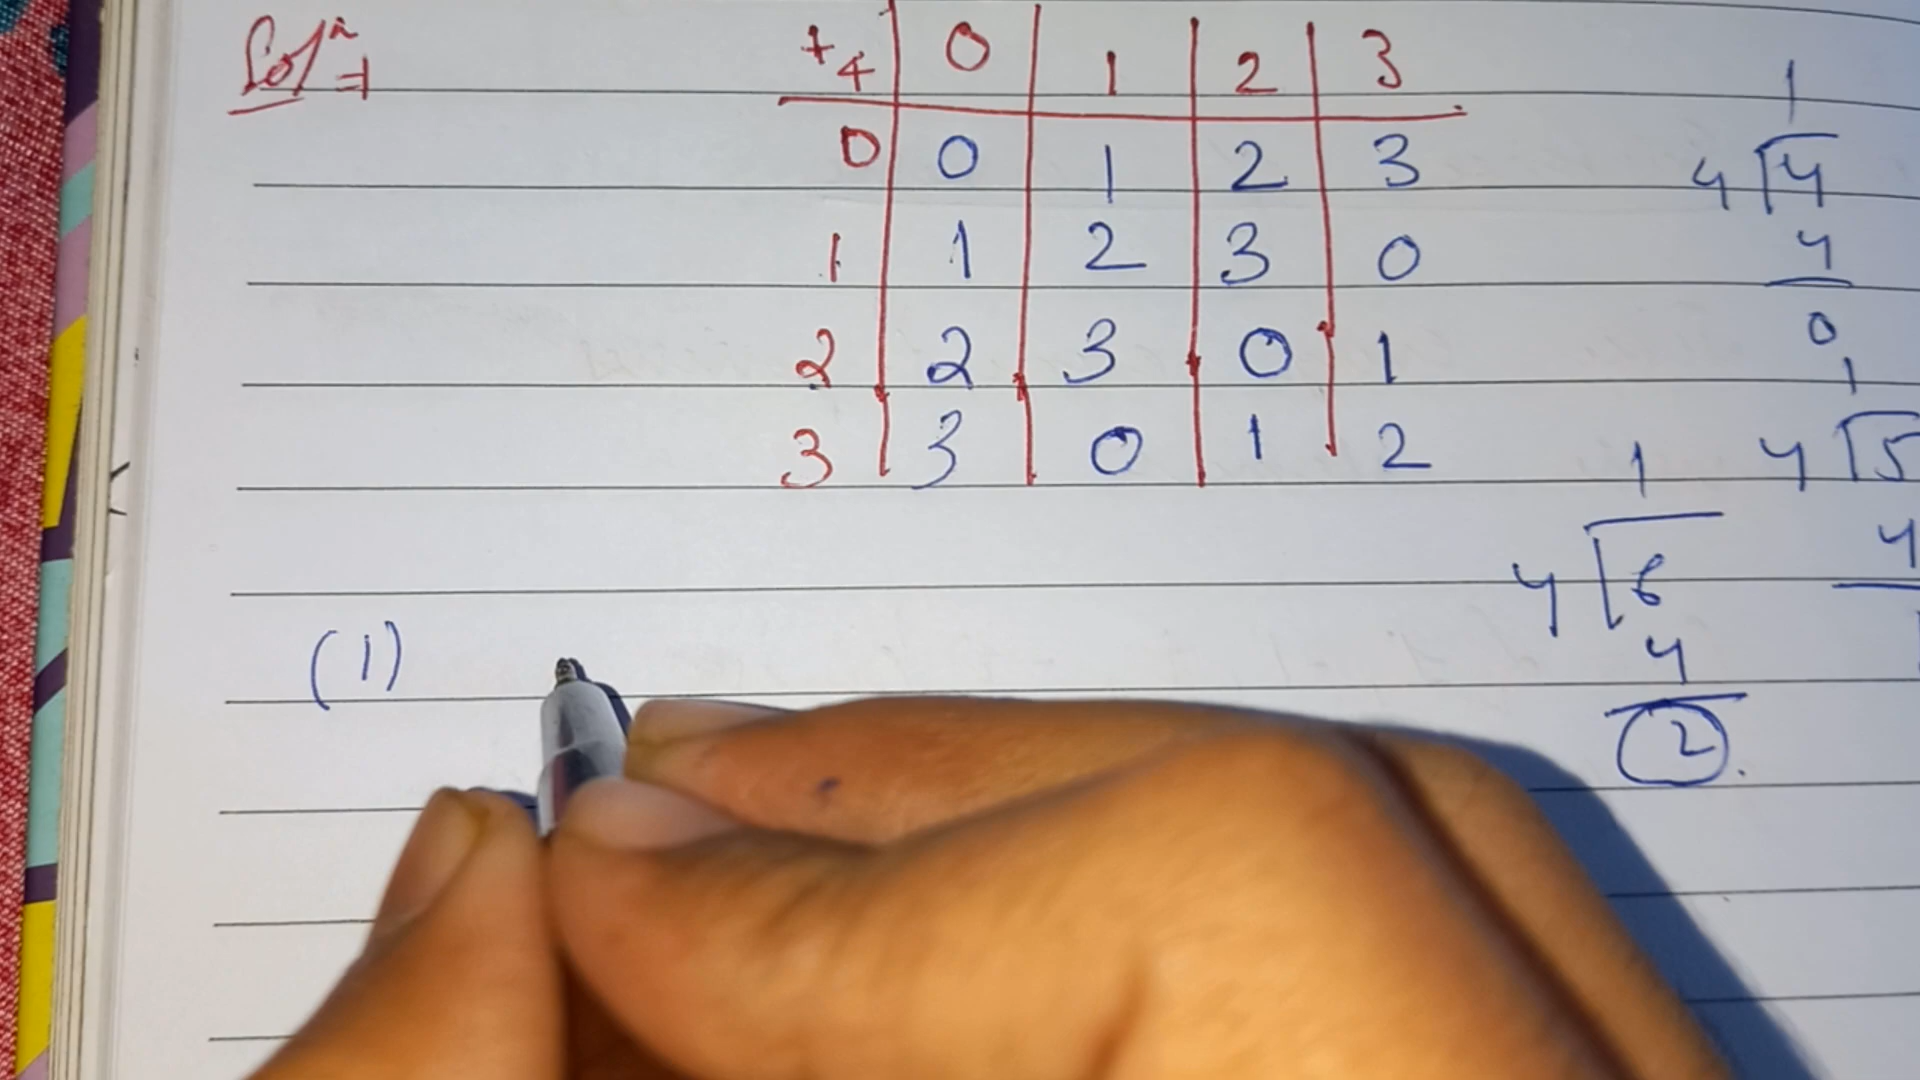 Solⁿ ⇒
+₄ 0 1 2 3
0 0 1 2 3
1 1 2 3 0
2 2 3 0 1
3 3 0 1 2
1
4 4
4
0
1
4 5
4
1
4 6
4
2.
(1)